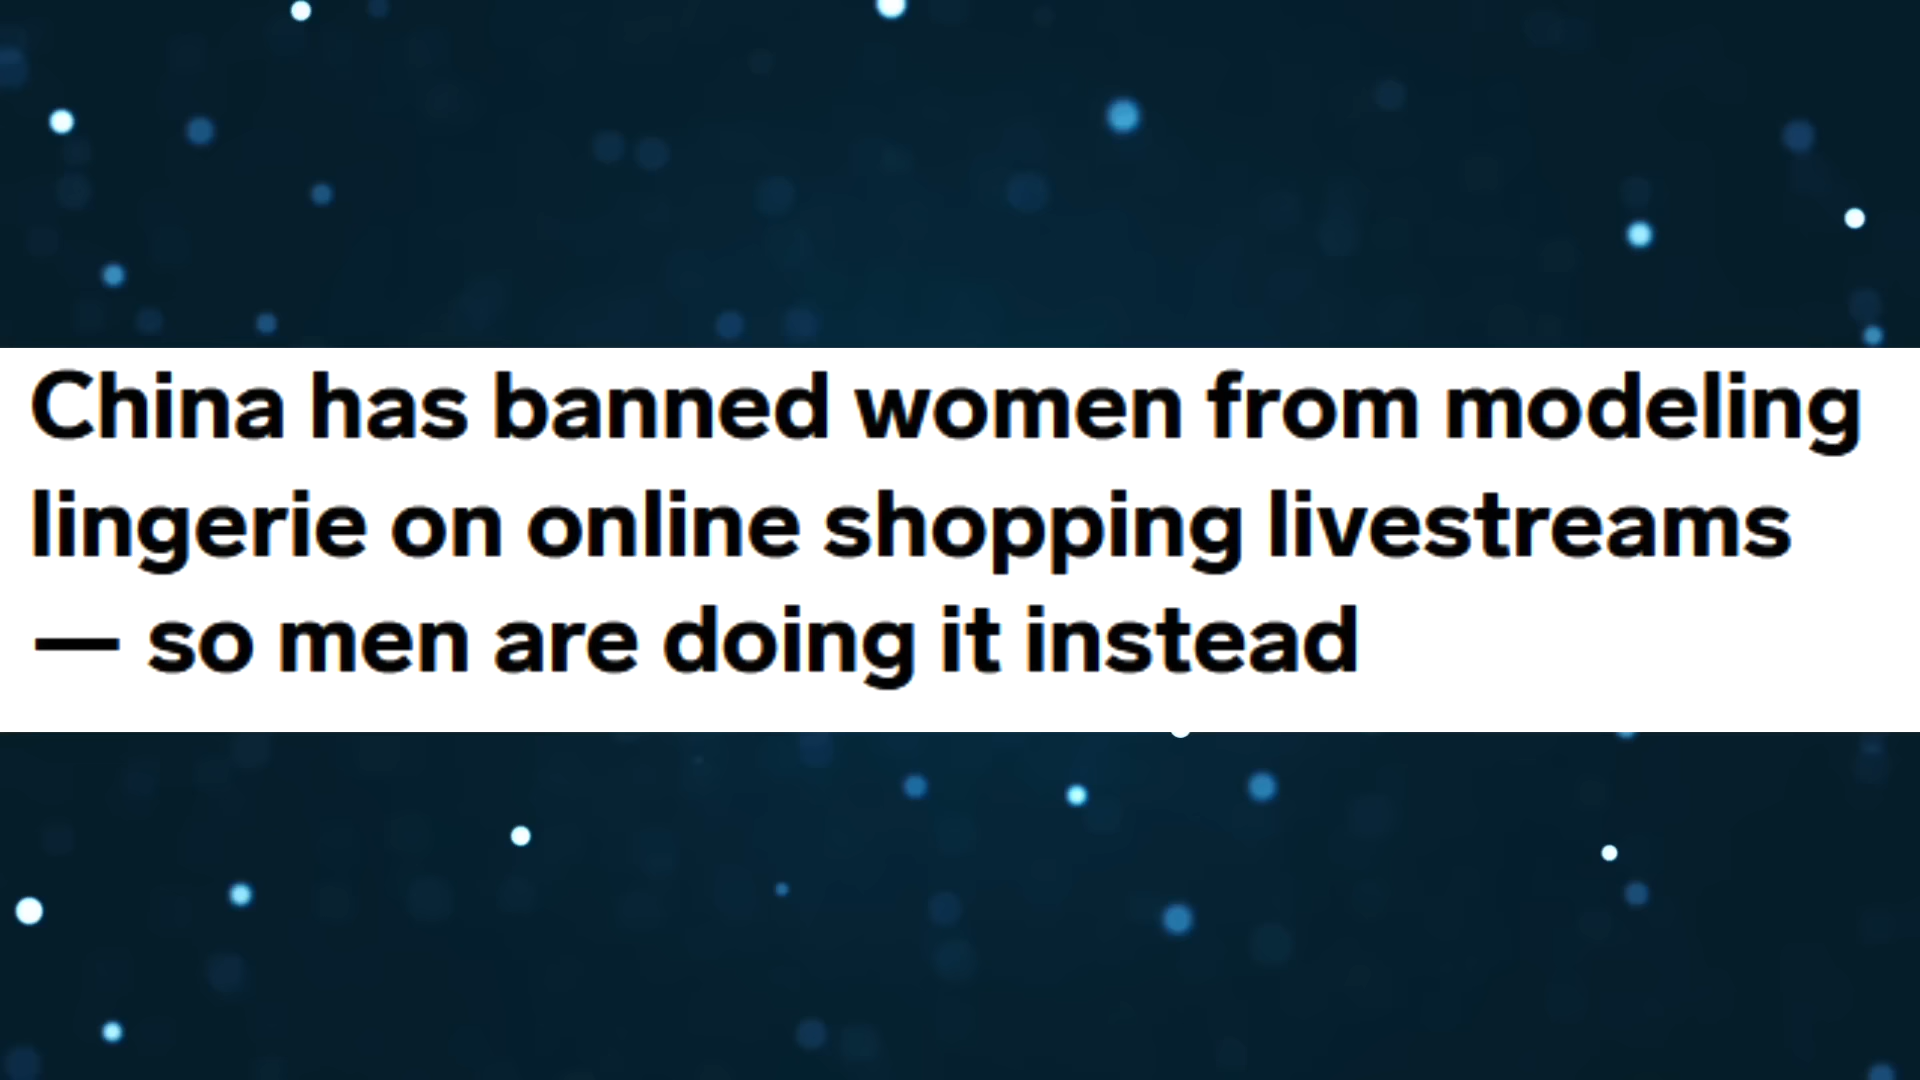 China has banned women from modeling
lingerie on online shopping livestreams
— so men are doing it instead